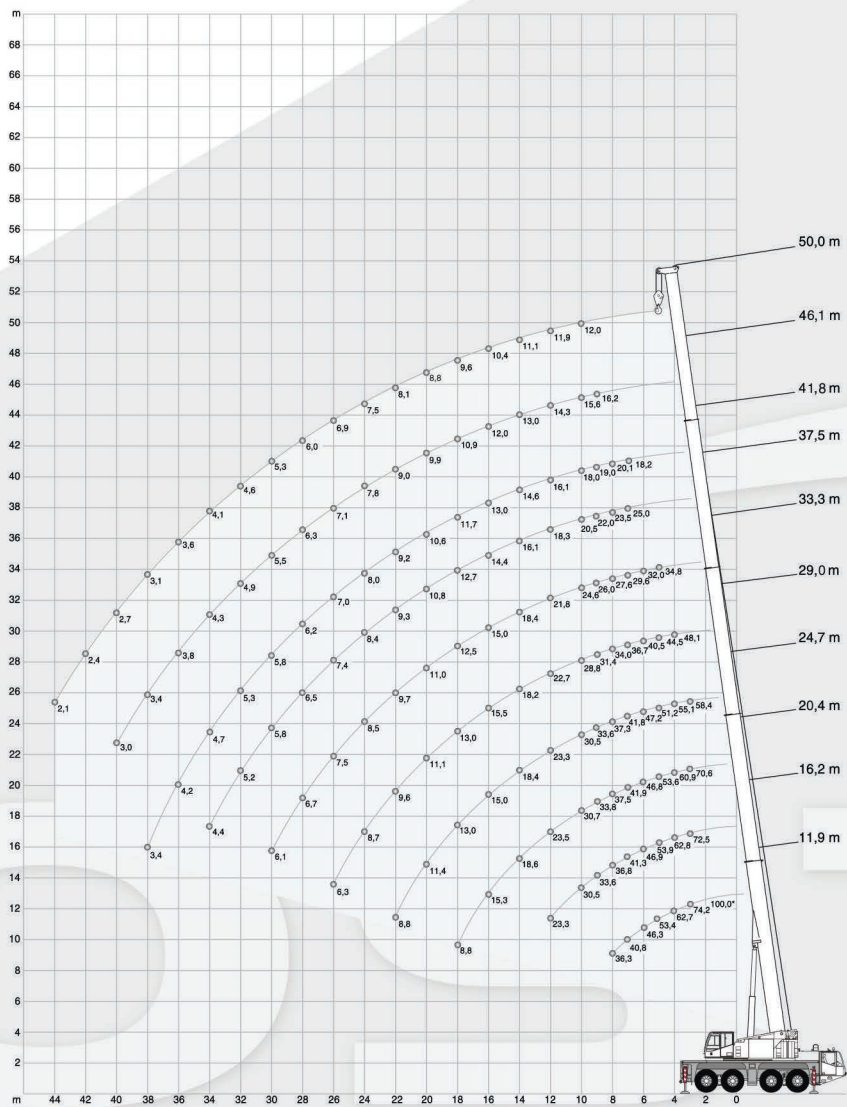 m
68
66
64
62
60
58
56
54
52
50
48
46
44
42
40
38
36
34
32
30
28
26
24
22
20
18
16
14
12
10
8
6
4
2
50,0 m
46,1 m
41,8 m
37,5 m
33,3 m
29,0 m
24,7 m
20,4 m
16,2 m
11,9 m
2,1 2,4 2,7 3,1 3,6 4,1 4,6 5,3 6,0 6,9 7,5 8,1 8,8 9,6 10,4 11,1 11,9 12,0
3,0 3,4 3,8 4,3 4,9 5,5 6,3 7,1 7,8 9,0 9,9 10,9 12,0 13,0 14,3 15,6 16,2
3,4 4,2 4,7 5,3 5,8 6,2 7,0 8,0 9,2 10,6 11,7 13,0 14,6 16,1 18,0 19,0 20,1 18,2
4,4 5,2 5,8 6,5 7,4 8,4 9,3 10,8 12,7 14,4 16,1 18,3 20,5 22,0 23,5 25,0
6,1 6,7 7,5 8,5 9,7 11,0 12,5 15,0 18,4 21,8 24,6 26,0 27,6 29,6 32,0 34,8
6,3 8,7 9,6 11,1 13,0 15,5 18,2 22,7 28,8 31,4 34,0 36,7 40,5 44,5 48,1
8,8 11,4 13,0 15,0 18,4 23,3 30,5 33,6 37,3 41,8 47,2 51,2 55,1 58,4
8,8 15,3 18,6 23,5 30,7 33,8 37,5 41,9 46,8 53,6 60,9 70,6
23,3 30,5 33,6 36,8 41,3 46,9 53,9 62,8 72,5
36,3 40,8 46,3 53,4 62,7 74,2 100,0*
m 44 42 40 38 36 34 32 30 28 26 24 22 20 18 16 14 12 10 8 6 4 2 0